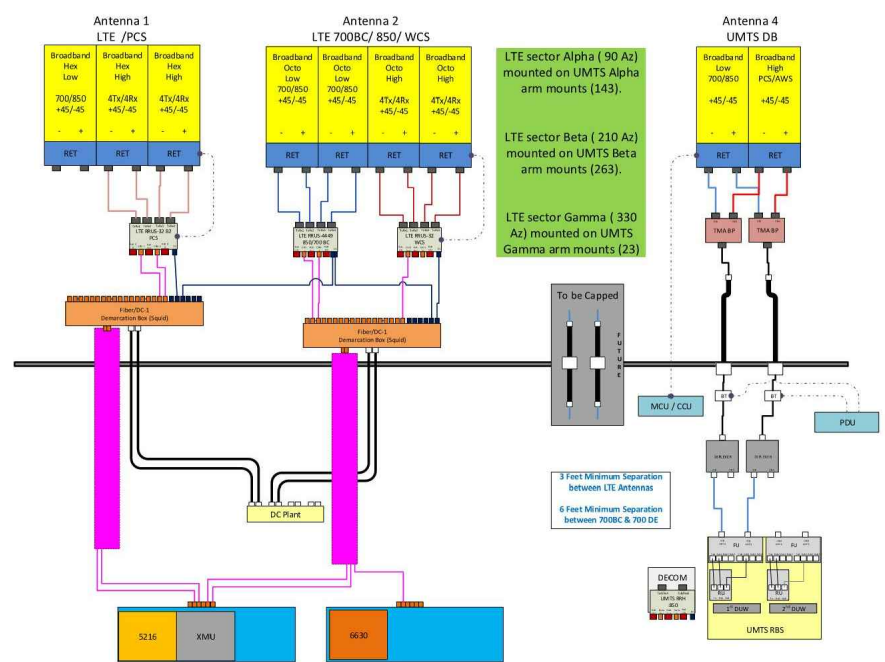 Antenna 1
LTE /PCS
Antenna 2
LTE 700BC/ 850/ WCS
Antenna 4
UMTS DB
Broadband
Hex
Low
700/850
+45/-45
- +
Broadband
Hex
High
4Tx/4Rx
+45/-45
- +
Broadband
Hex
High
4Tx/4Rx
+45/-45
- +
RET
Broadband
Octo
Low
700/850
+45/-45
- +
Broadband
Octo
Low
700/850
+45/-45
- +
Broadband
Octo
High
4Tx/4Rx
+45/-45
- +
Broadband
Octo
High
4Tx/4Rx
+45/-45
- +
RET
LTE sector Alpha ( 90 Az)
mounted on UMTS Alpha
arm mounts (143).
LTE sector Beta ( 210 Az)
mounted on UMTS Beta
arm mounts (263).
LTE sector Gamma ( 330
Az) mounted on UMTS
Gamma arm mounts (23)
Broadband
Low
700/850
+45/-45
- +
Broadband
High
PCS/AWS
+45/-45
- +
RET
LTE RRUS-32 B2
PCS
LTE RRUS-4449
850/700 BC
LTE RRUS-32
WCS
TMA BP
TMA BP
Fiber/DC-1
Demarcation Box (Squid)
Fiber/DC-1
Demarcation Box (Squid)
To be Capped
FUTURE
MCU / CCU
BT
BT
PDU
3 Feet Minimum Separation
between LTE Antennas
6 Feet Minimum Separation
between 700BC & 700 DE
DC Plant
DECOM
UMTS RRH
850
RU
RU
RU
RU
1st DUW
2nd DUW
UMTS RBS
5216
XMU
6630